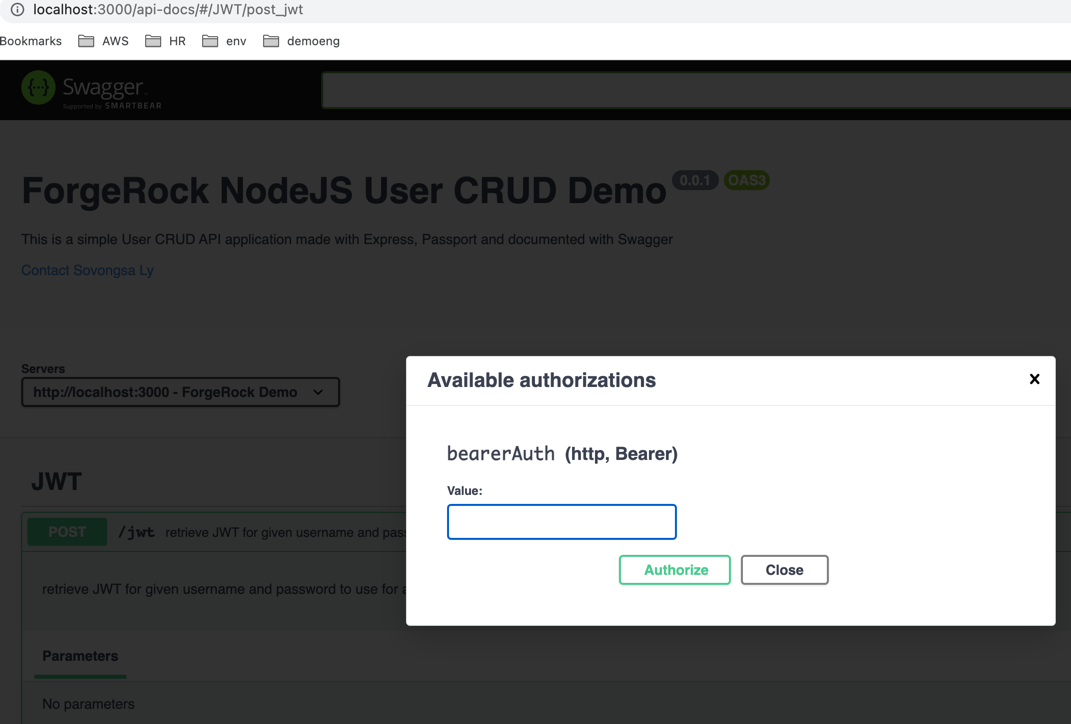 localhost:3000/api-docs/#/JWT/post_jwt
Bookmarks AWS HR env demoeng
Swagger
Supported by SMARTBEAR
ForgeRock NodeJS User CRUD Demo 0.0.1 OAS3
This is a simple User CRUD API application made with Express, Passport and documented with Swagger
Contact Sovongsa Ly
Servers
http://localhost:3000 - ForgeRock Demo
Available authorizations
bearerAuth (http, Bearer)
Value:
Authorize Close
JWT
POST /jwt retrieve JWT for given username and pass
retrieve JWT for given username and password to use for a
Parameters
No parameters